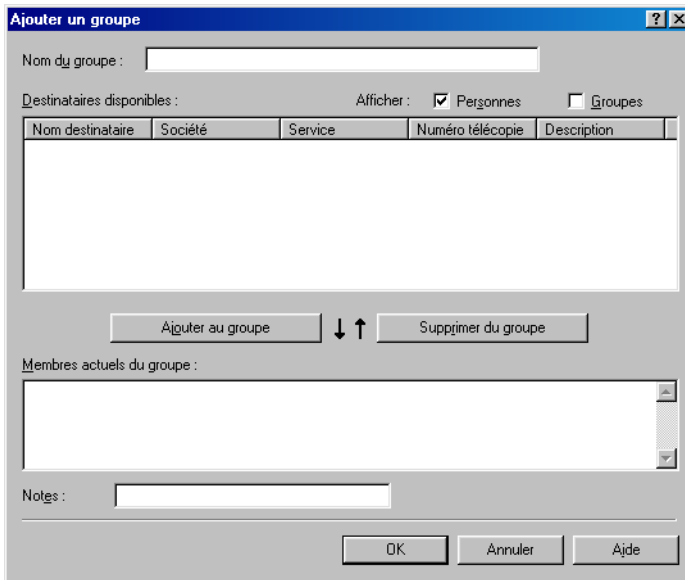 Ajouter un groupe
Nom du groupe :
Destinataires disponibles : Afficher : Personnes Groupes
Nom destinataire Société Service Numéro télécopie Description
Ajouter au groupe Supprimer du groupe
Membres actuels du groupe :
Notes :
OK Annuler Aide